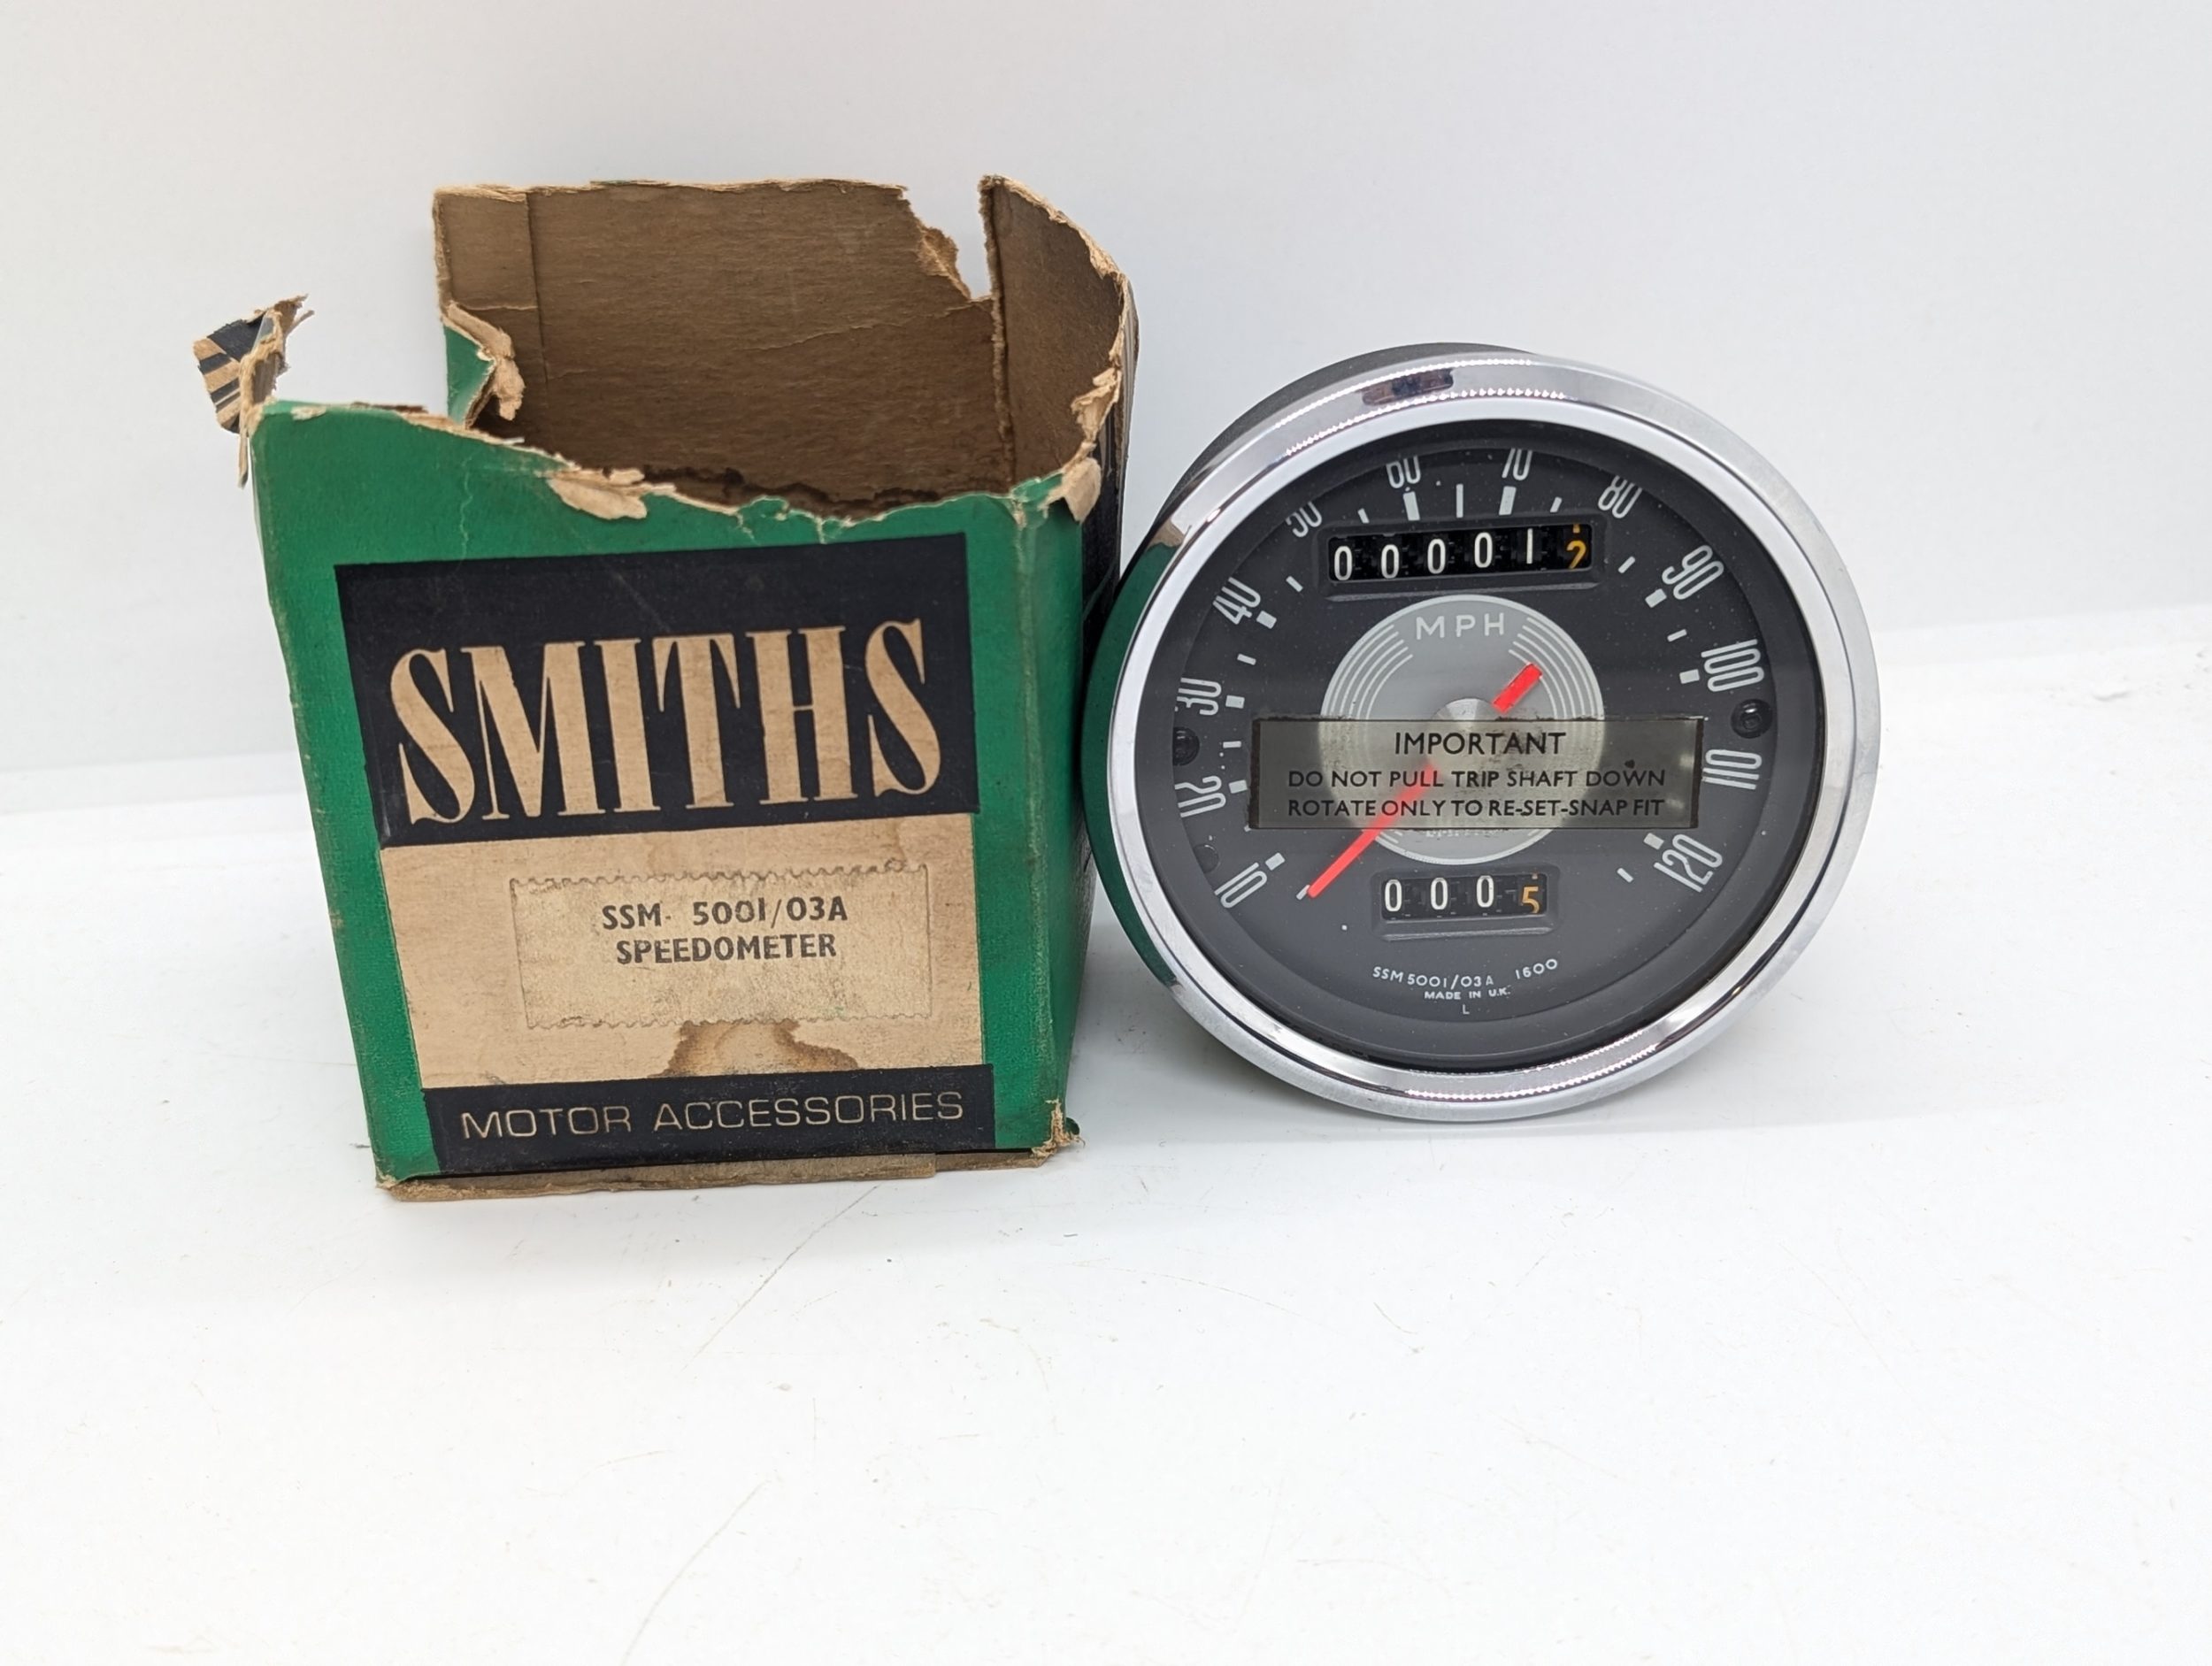 SMITHS
SSM 5001/03A
SPEEDOMETER
MOTOR ACCESSORIES
10
20
30
40
50
60
70
80
90
100
110
120
000012
MPH
IMPORTANT
DO NOT PULL TRIP SHAFT DOWN
ROTATE ONLY TO RE-SET-SNAP FIT
0005
SSM 5001/03A 1600
MADE IN U.K.
L